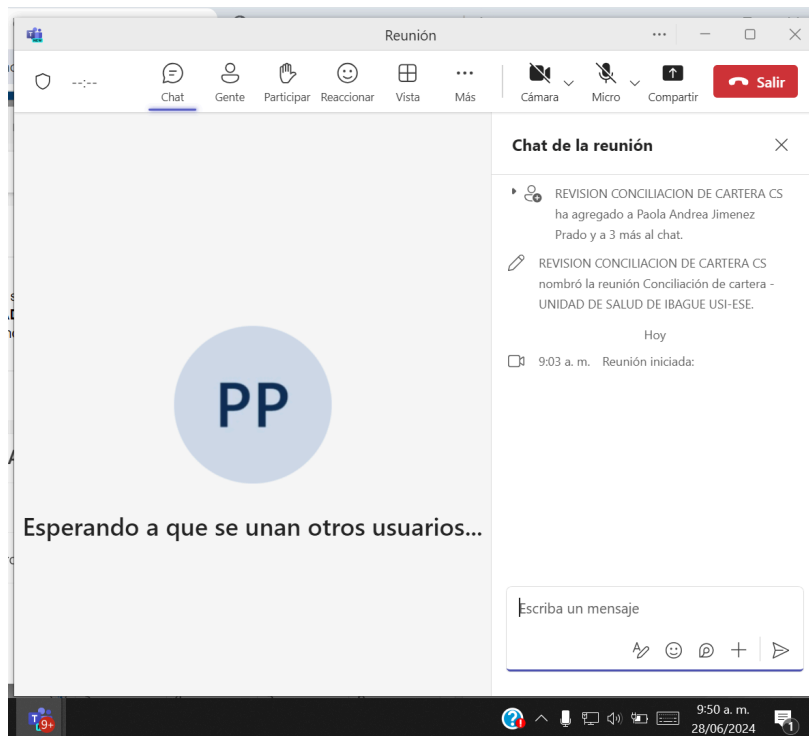 Reunión
--:--
Chat
Gente
Participar
Reaccionar
Vista
Más
Cámara
Micro
Compartir
Salir
Chat de la reunión
REVISION CONCILIACION DE CARTERA CS
ha agregado a Paola Andrea Jimenez
Prado y a 3 más al chat.
REVISION CONCILIACION DE CARTERA CS
nombró la reunión Conciliación de cartera -
UNIDAD DE SALUD DE IBAGUE USI-ESE.
Hoy
9:03 a. m. Reunión iniciada:
PP
Esperando a que se unan otros usuarios...
Escriba un mensaje
9+
9:50 a. m.
28/06/2024
1